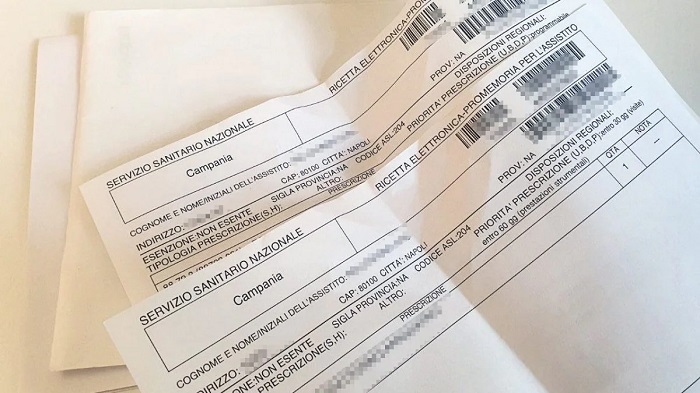 SERVIZIO SANITARIO NAZIONALE
RICETTA ELETTRONICA-PROMEMORIA
Campania
COGNOME E NOME/INIZIALI DELL'ASSISTITO:
INDIRIZZO: CAP: 80100 CITTA': NAPOLI PROV: NA
ESENZIONE:NON ESENTE SIGLA PROVINCIA:NA CODICE ASL:204 DISPOSIZIONI REGIONALI:
TIPOLOGIA PRESCRIZIONE(S,H): ALTRO: PRIORITA' PRESCRIZIONE (U,B,D,P):programmabile
PRESCRIZIONE
SERVIZIO SANITARIO NAZIONALE
RICETTA ELETTRONICA-PROMEMORIA PER L'ASSISTITO
Campania
COGNOME E NOME/INIZIALI DELL'ASSISTITO:
INDIRIZZO: CAP: 80100 CITTA': NAPOLI PROV: NA
NE:NON ESENTE SIGLA PROVINCIA:NA CODICE ASL:204 DISPOSIZIONI REGIONALI:
PRESCRIZIONE(S,H): ALTRO: PRIORITA' PRESCRIZIONE (U,B,D,P):entro 30 gg (visite)
entro 60 gg (prestazioni strumentali)
PRESCRIZIONE QTA NOTA
1 ---